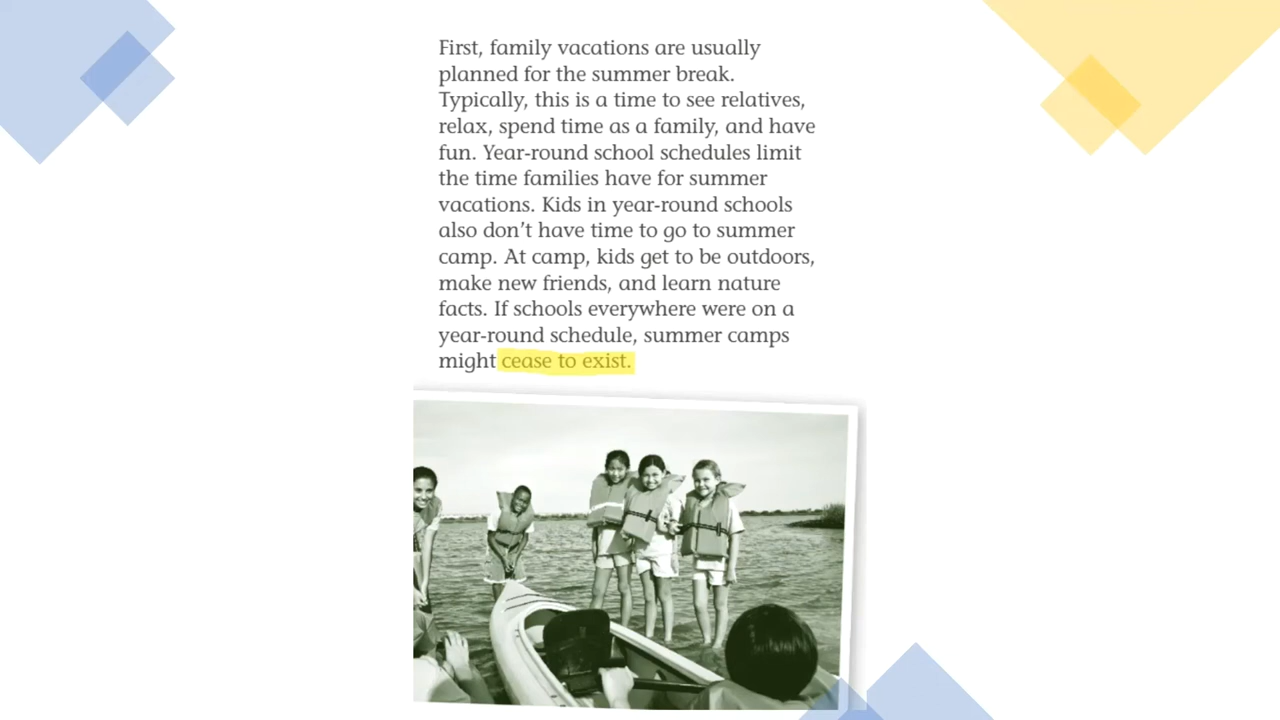 First, family vacations are usually
planned for the summer break.
Typically, this is a time to see relatives,
relax, spend time as a family, and have
fun. Year-round school schedules limit
the time families have for summer
vacations. Kids in year-round schools
also don’t have time to go to summer
camp. At camp, kids get to be outdoors,
make new friends, and learn nature
facts. If schools everywhere were on a
year-round schedule, summer camps
might cease to exist.